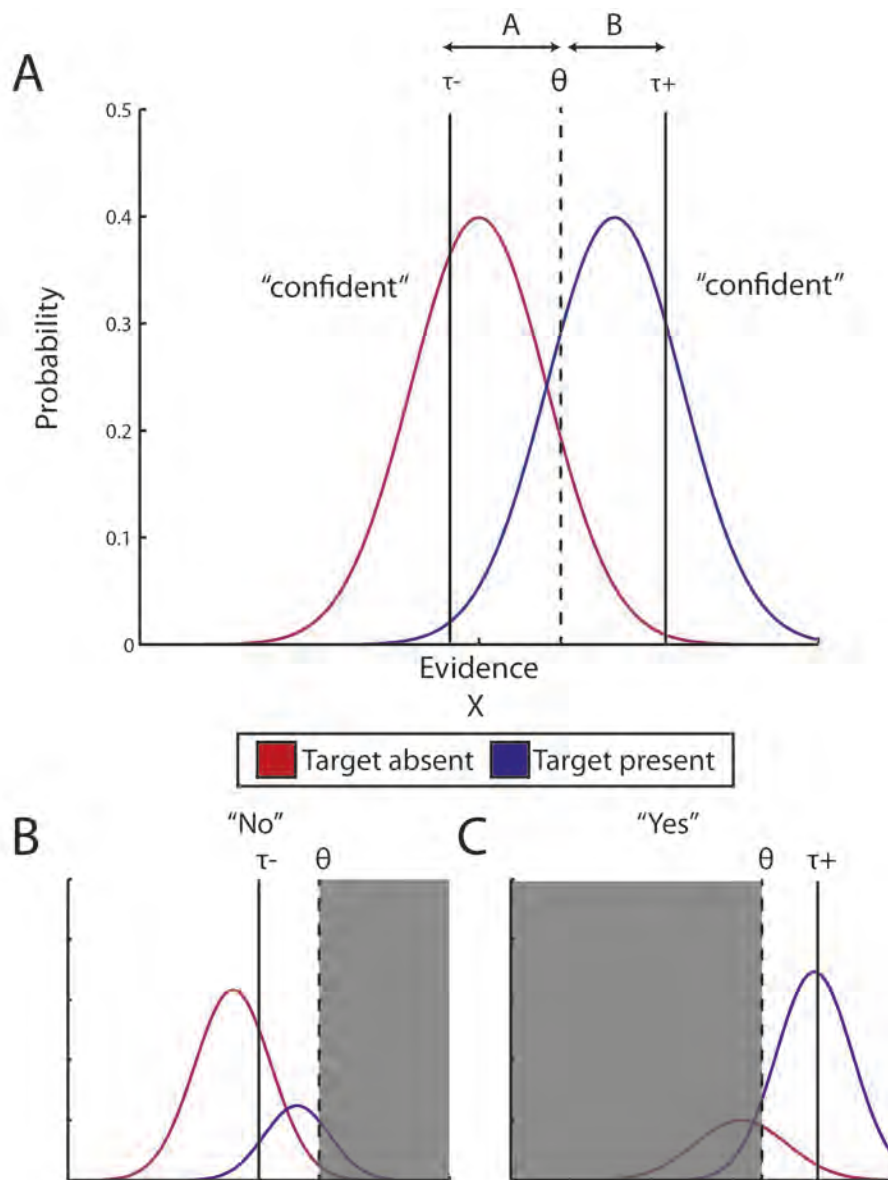 A B
A
τ- θ τ+
0.5
0.4
"confident" "confident"
0.3
Probability
0.2
0.1
0
Evidence
X
Target absent Target present
B "No" C "Yes"
τ- θ θ τ+